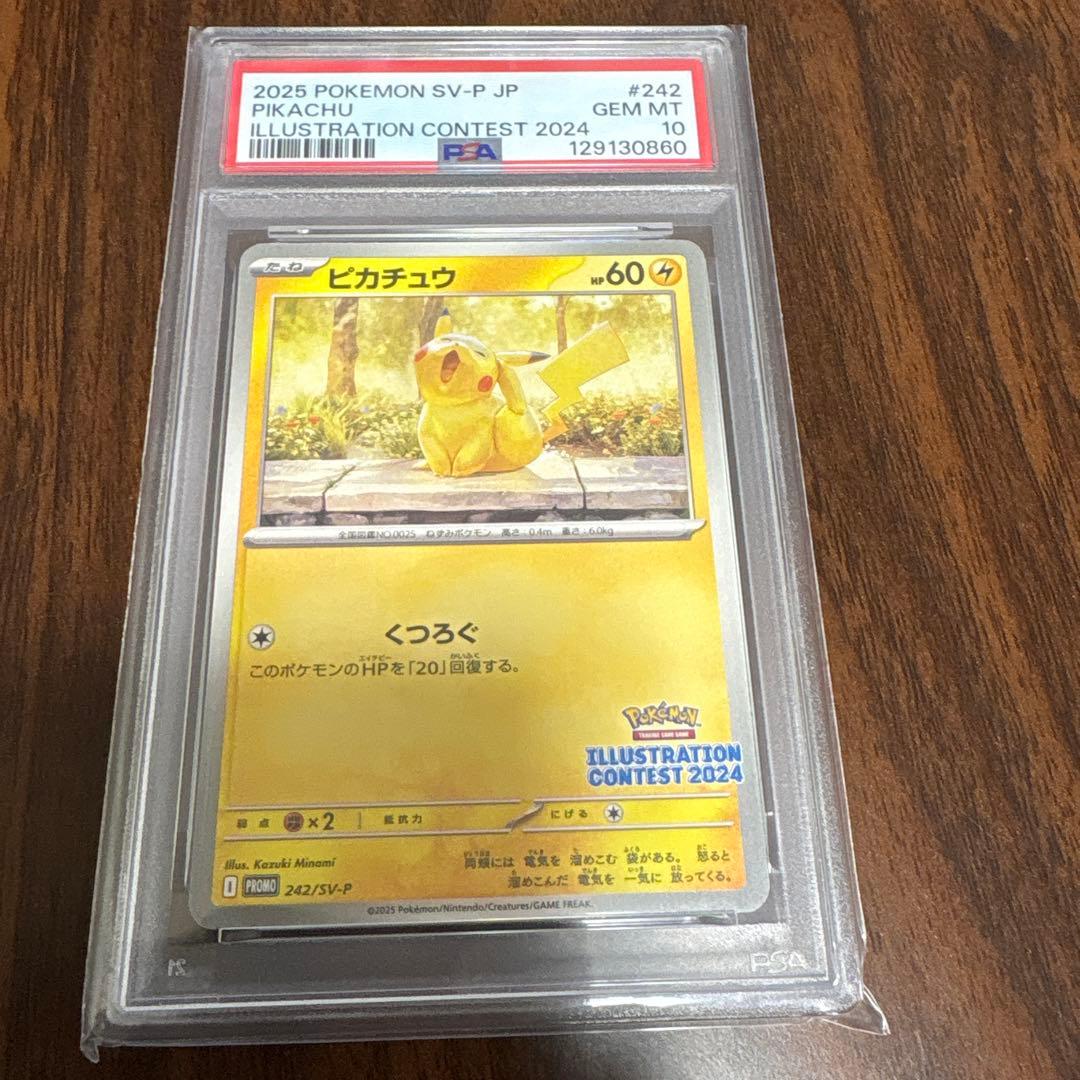 2025 POKEMON SV-P JP #242
PIKACHU GEM MT
ILLUSTRATION CONTEST 2024 10
PSA 129130860
たね ピカチュウ HP60
全国図鑑NO.0025 ねずみポケモン 高さ:0.4m 重さ:6.0kg
くつろぐ
このポケモンのHPを「20」回復する。
Pokémon
TRADING CARD GAME
ILLUSTRATION
CONTEST 2024
弱点 ×2 抵抗力 にげる
Illus. Kazuki Minami
両頬には 電気を 溜めこむ 袋がある。 怒ると
溜めこんだ 電気を 一気に 放ってくる。
I PROMO 242/SV-P
©2025 Pokémon/Nintendo/Creatures/GAME FREAK.
PSA